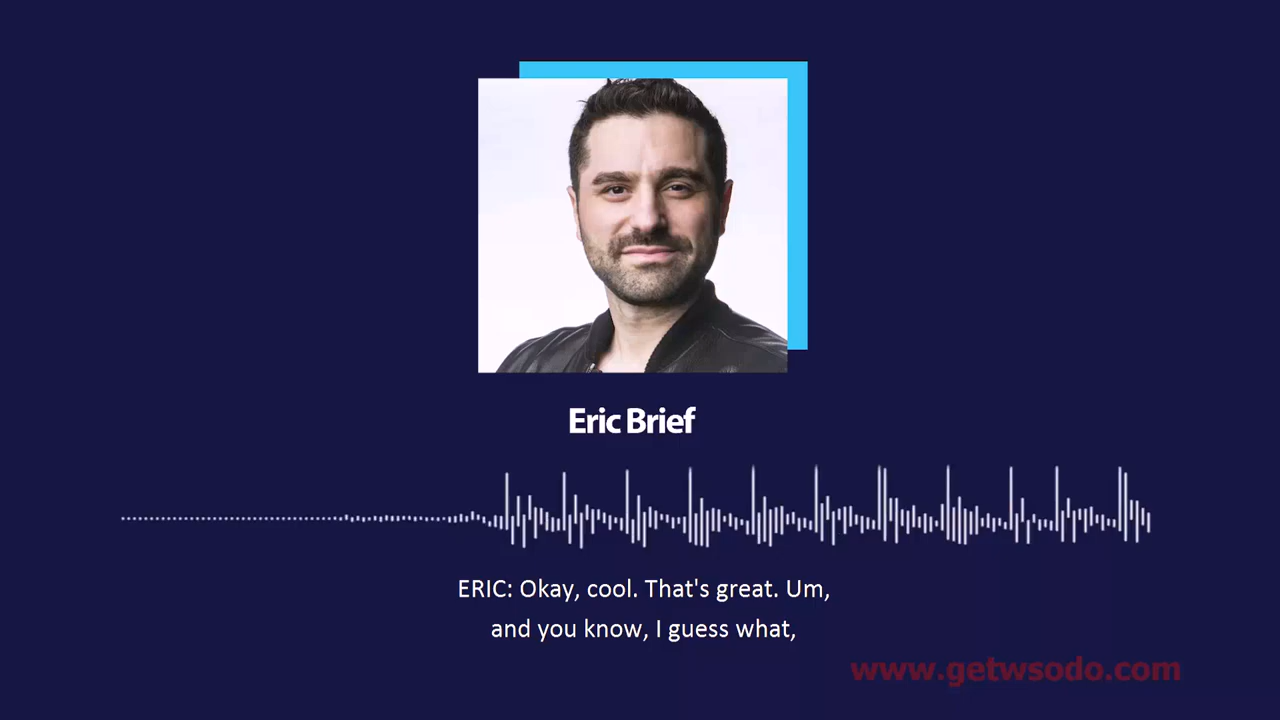 Eric Brief
ERIC: Okay, cool. That's great. Um,
and you know, I guess what,
www.getwsodo.com